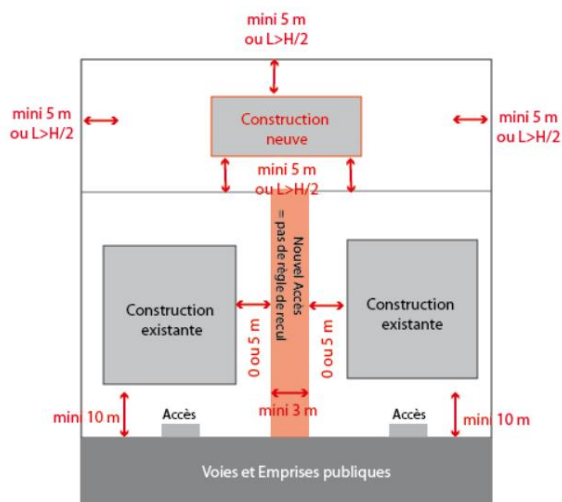 mini 5 m
ou L>H/2
mini 5 m
ou L>H/2
Construction
neuve
mini 5 m
ou L>H/2
mini 5 m
ou L>H/2
Nouvel Accès
= pas de règle de recul
Construction
existante
0 ou 5 m
0 ou 5 m
Construction
existante
mini 10 m
Accès
mini 3 m
Accès
mini 10 m
Voies et Emprises publiques